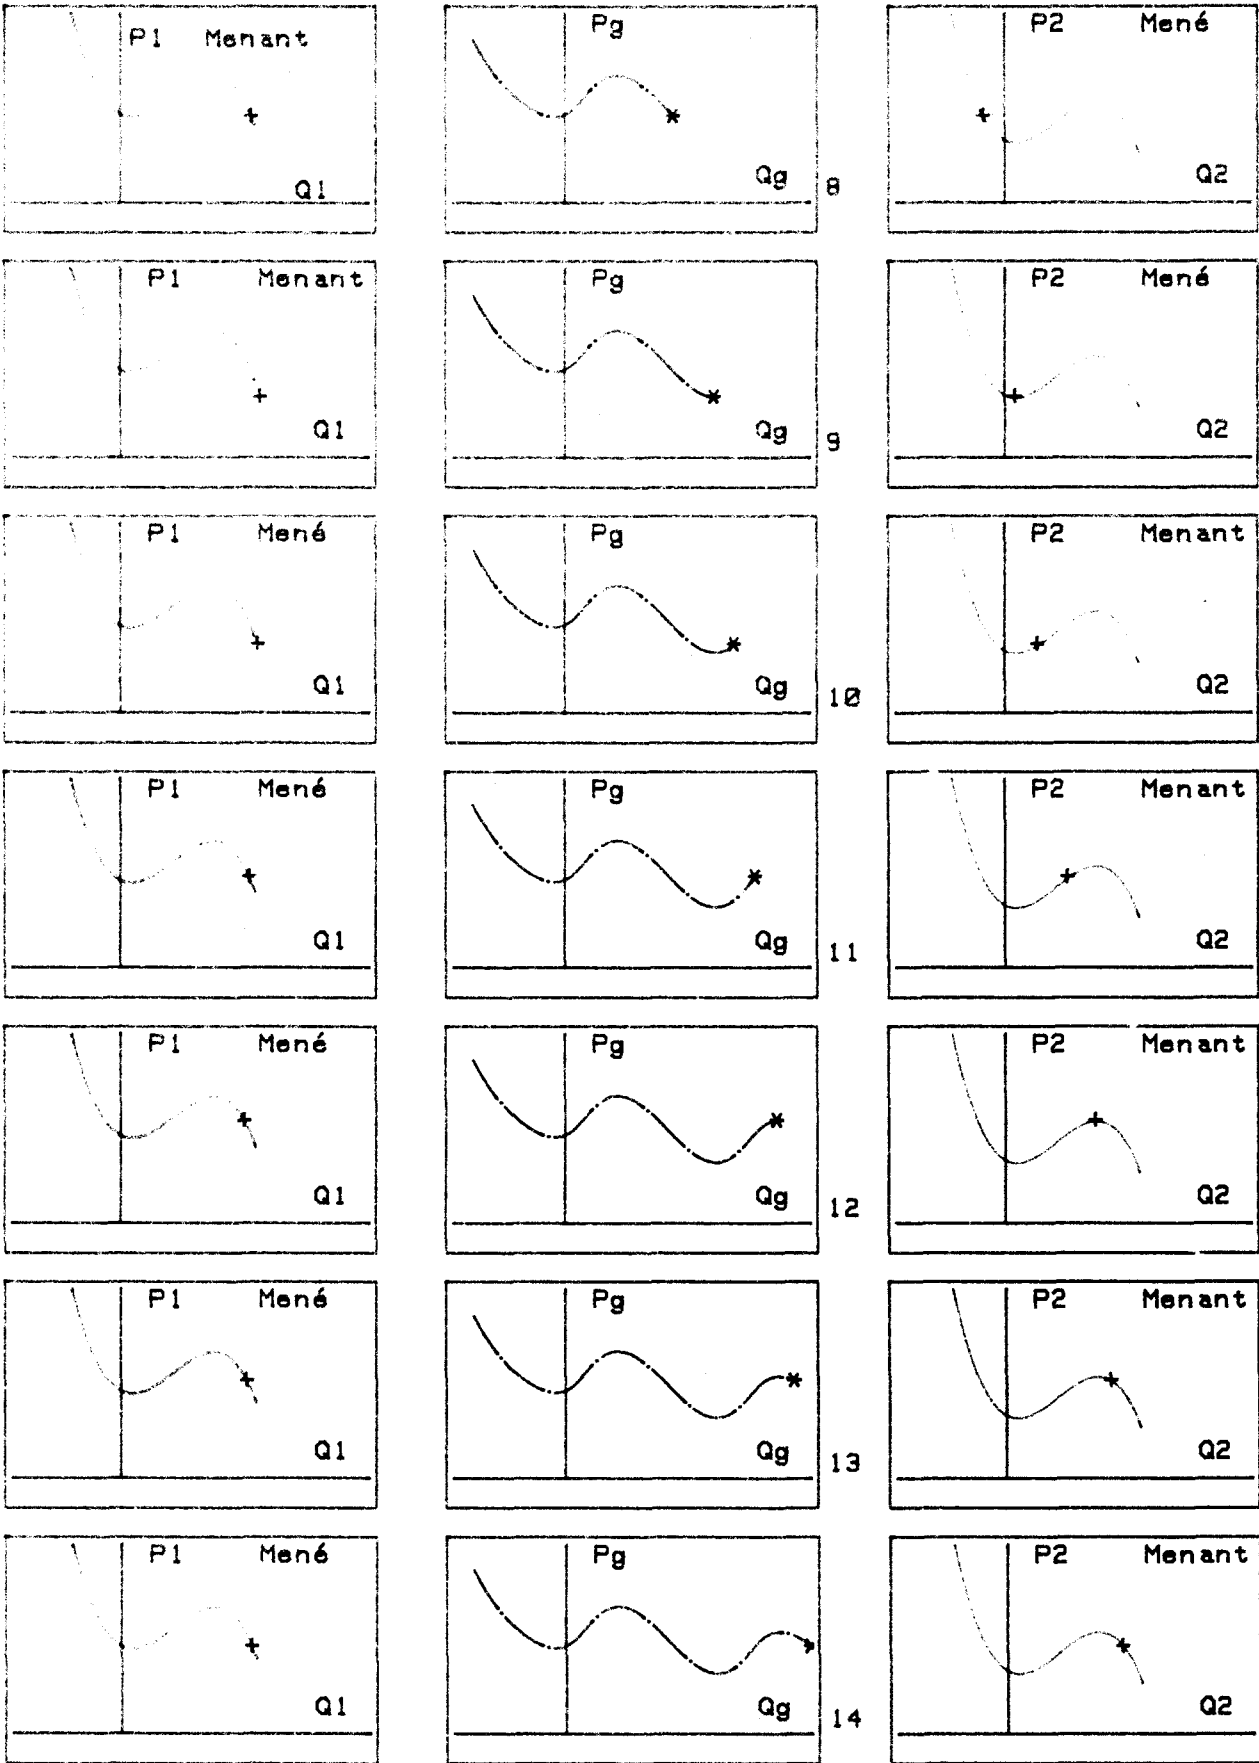 P1 Menant Pg P2 Mené
Q1 Qg 8 Q2
P1 Menant Pg P2 Mené
Q1 Qg 9 Q2
P1 Mené Pg P2 Menant
Q1 Qg 10 Q2
P1 Mené Pg P2 Menant
Q1 Qg 11 Q2
P1 Mené Pg P2 Menant
Q1 Qg 12 Q2
P1 Mené Pg P2 Menant
Q1 Qg 13 Q2
P1 Mené Pg P2 Menant
Q1 Qg 14 Q2